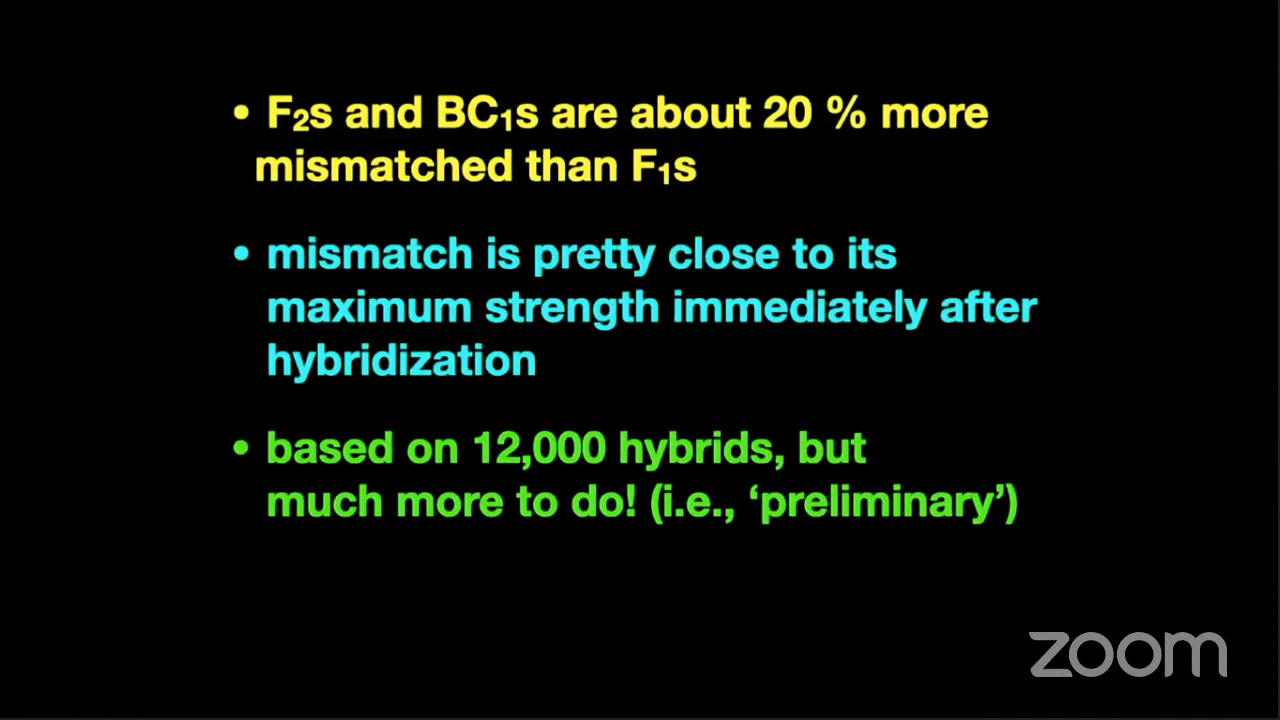 • F₂s and BC₁s are about 20 % more
mismatched than F₁s
• mismatch is pretty close to its
maximum strength immediately after
hybridization
• based on 12,000 hybrids, but
much more to do! (i.e., ‘preliminary’)
zoom